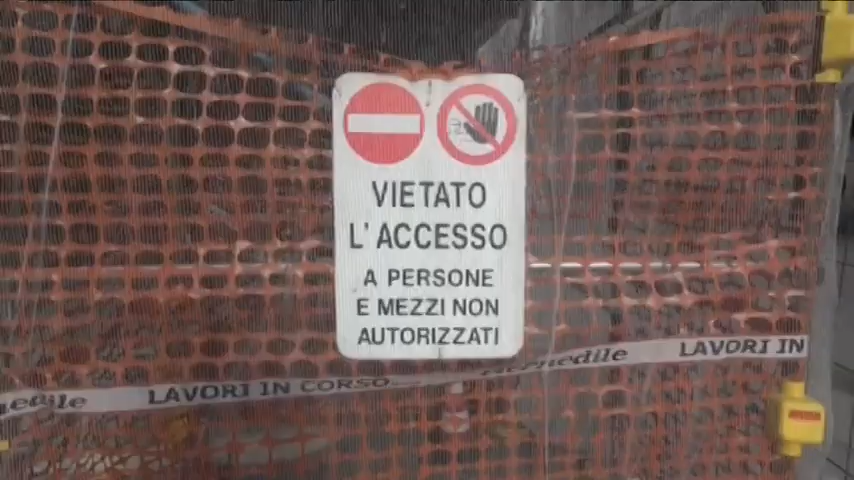 VIETATO
L'ACCESSO
A PERSONE
E MEZZI NON
AUTORIZZATI
LAVORI IN CORSO
LAVORI IN